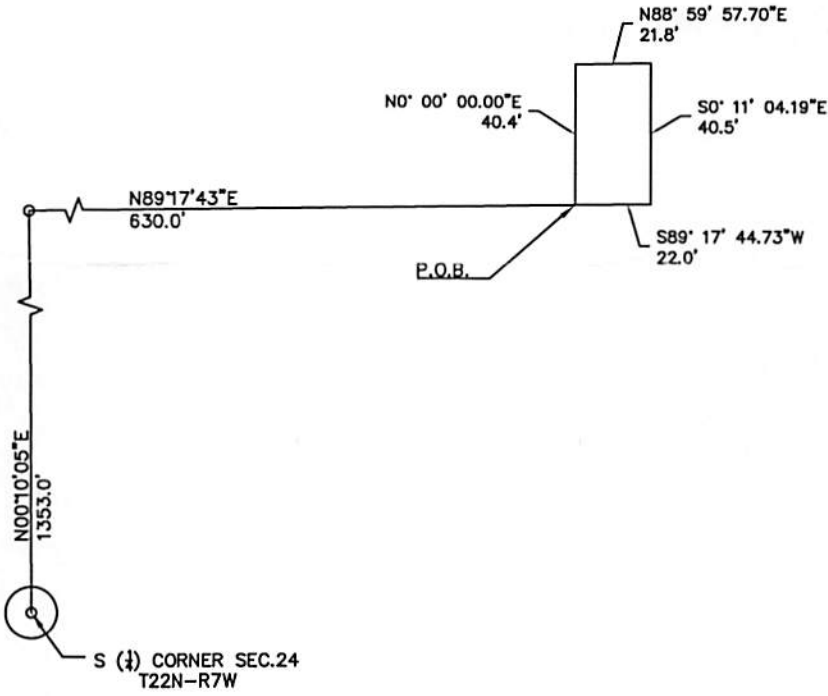 N88° 59' 57.70"E
21.8'
N0° 00' 00.00"E
40.4'
S0° 11' 04.19"E
40.5'
N89°17'43"E
630.0'
S89° 17' 44.73"W
22.0'
P.O.B.
N00°10'05"E
1353.0'
S (¼) CORNER SEC.24
T22N-R7W